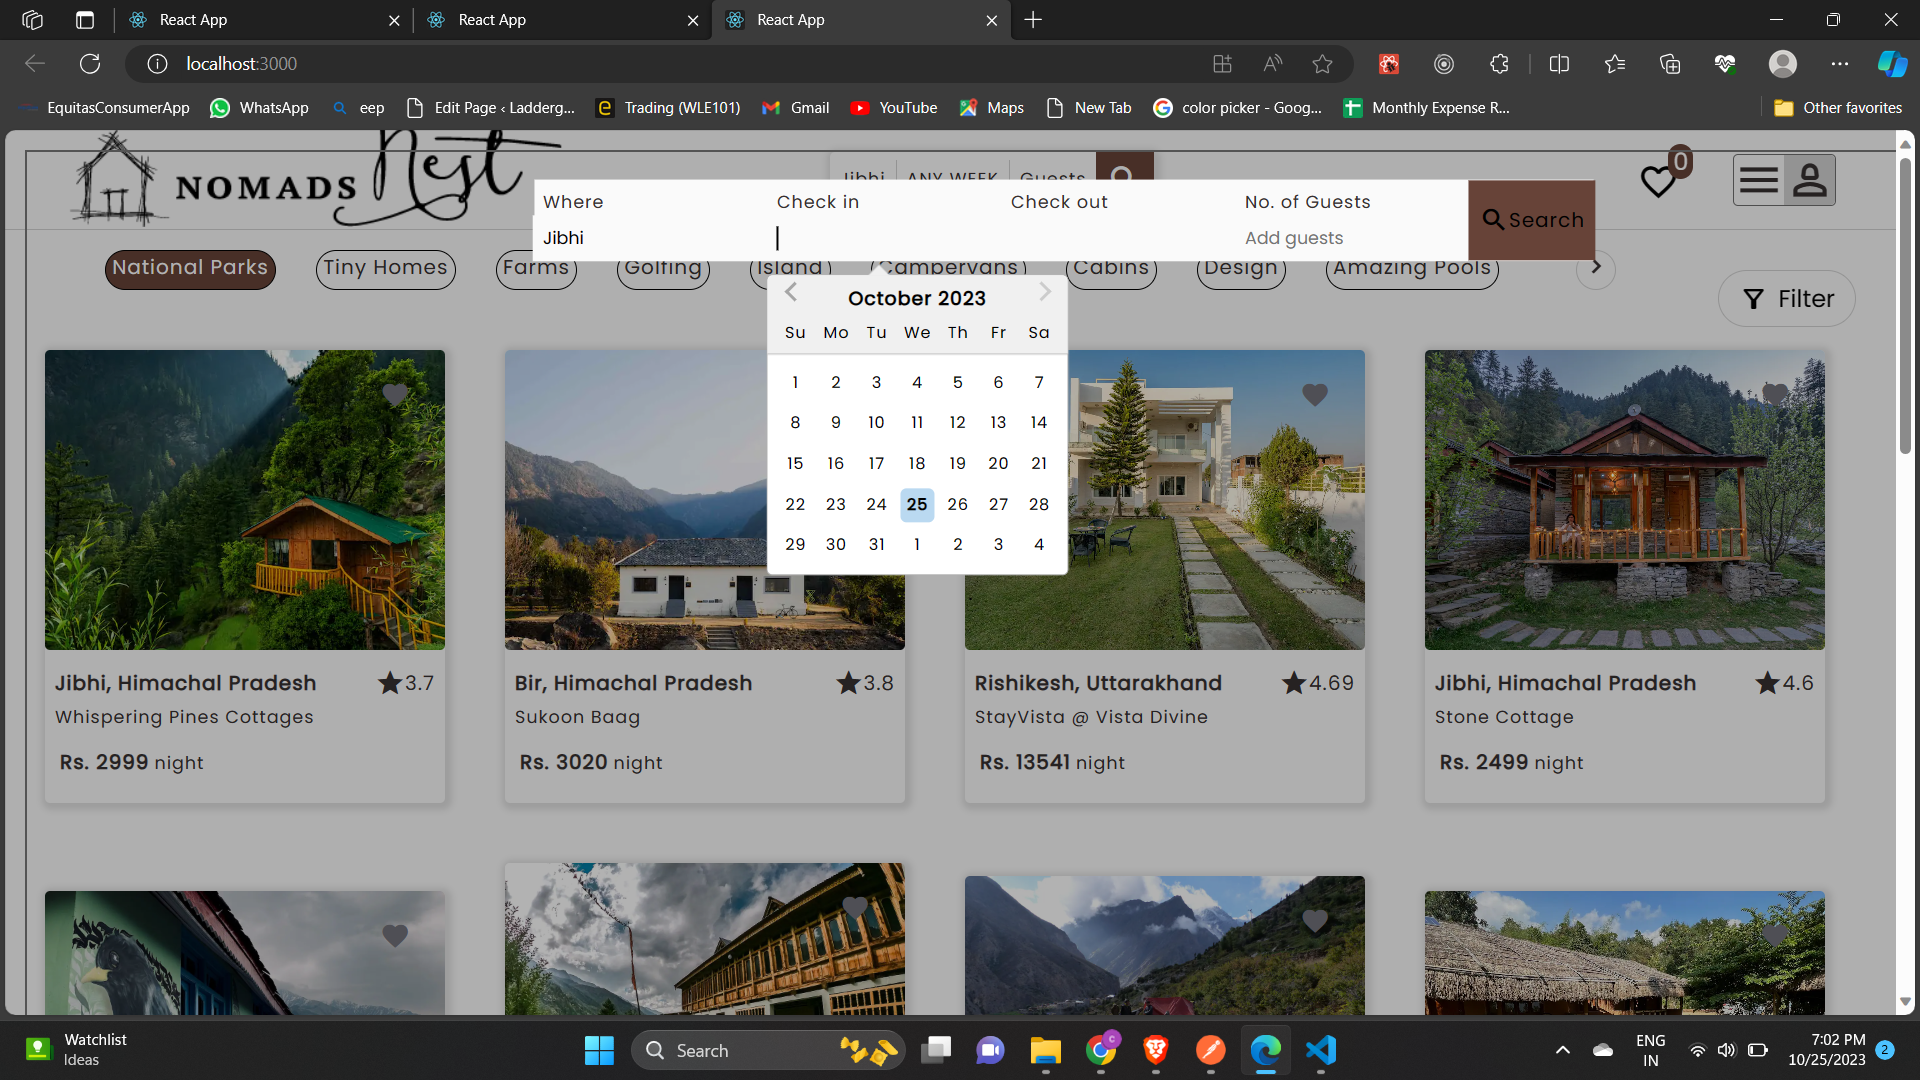 React App
React App
React App
localhost:3000
EquitasConsumerApp
WhatsApp
eep
Edit Page ‹ Ladderg...
Trading (WLE101)
Gmail
YouTube
Maps
New Tab
color picker - Goog...
Monthly Expense R...
Other favorites
NOMADS Nest
Jibhi
ANY WEEK
Guests
0
Where
Check in
Check out
No. of Guests
Jibhi
Add guests
Search
National Parks
Tiny Homes
Farms
Golfing
Island
Campervans
Cabins
Design
Amazing Pools
Filter
October 2023
Su Mo Tu We Th Fr Sa
1 2 3 4 5 6 7
8 9 10 11 12 13 14
15 16 17 18 19 20 21
22 23 24 25 26 27 28
29 30 31 1 2 3 4
Jibhi, Himachal Pradesh 3.7
Whispering Pines Cottages
Rs. 2999 night
Bir, Himachal Pradesh 3.8
Sukoon Baag
Rs. 3020 night
Rishikesh, Uttarakhand 4.69
StayVista @ Vista Divine
Rs. 13541 night
Jibhi, Himachal Pradesh 4.6
Stone Cottage
Rs. 2499 night
Watchlist
Ideas
Search
C
ENG
IN
7:02 PM
10/25/2023
2